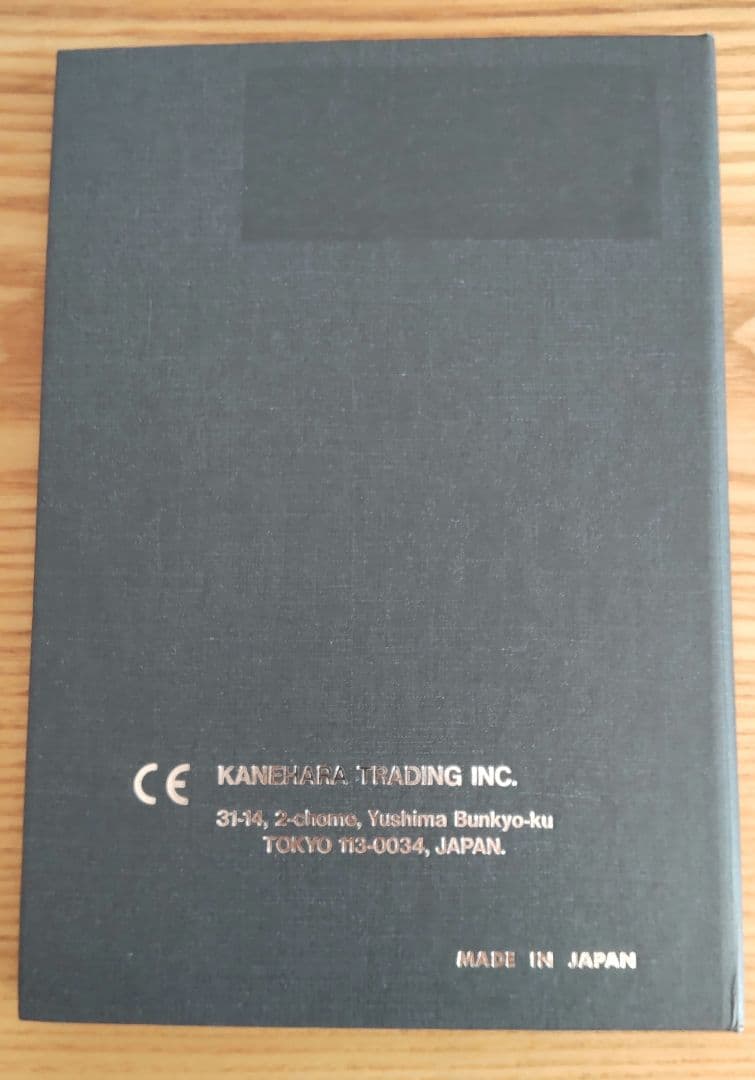 CE KANEHARA TRADING INC.
31-14, 2-chome, Yushima Bunkyo-ku
TOKYO 113-0034, JAPAN.
MADE IN JAPAN